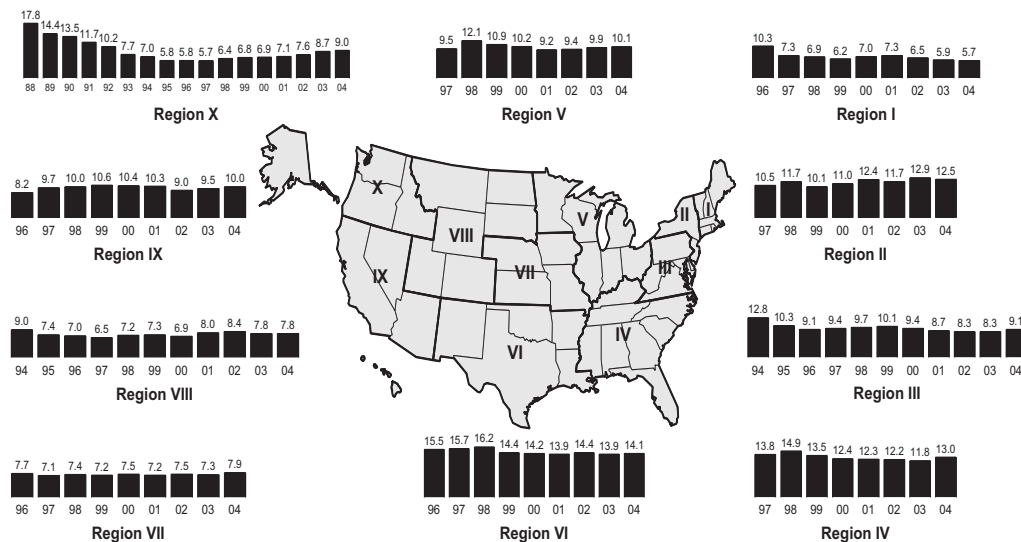 17.8 14.4 13.5 11.7 10.2 7.7 7.0 5.8 5.8 5.7 6.4 6.8 6.9 7.1 7.6 8.7 9.0
88 89 90 91 92 93 94 95 96 97 98 99 00 01 02 03 04
Region X
9.5 12.1 10.9 10.2 9.2 9.4 9.9 10.1
97 98 99 00 01 02 03 04
Region V
10.3 7.3 6.9 6.2 7.0 7.3 6.5 5.9 5.7
96 97 98 99 00 01 02 03 04
Region I
8.2 9.7 10.0 10.6 10.4 10.3 9.0 9.5 10.0
96 97 98 99 00 01 02 03 04
Region IX
10.5 11.7 10.1 11.0 12.4 11.7 12.9 12.5
97 98 99 00 01 02 03 04
Region II
X
VIII
IX
VII
V
II
I
III
IV
VI
9.0 7.4 7.0 6.5 7.2 7.3 6.9 8.0 8.4 7.8 7.8
94 95 96 97 98 99 00 01 02 03 04
Region VIII
12.8 10.3 9.1 9.4 9.7 10.1 9.4 8.7 8.3 8.3 9.1
94 95 96 97 98 99 00 01 02 03 04
Region III
7.7 7.1 7.4 7.2 7.5 7.2 7.5 7.3 7.9
96 97 98 99 00 01 02 03 04
Region VII
15.5 15.7 16.2 14.4 14.2 13.9 14.4 13.9 14.1
96 97 98 99 00 01 02 03 04
Region VI
13.8 14.9 13.5 12.4 12.3 12.2 11.8 13.0
97 98 99 00 01 02 03 04
Region IV